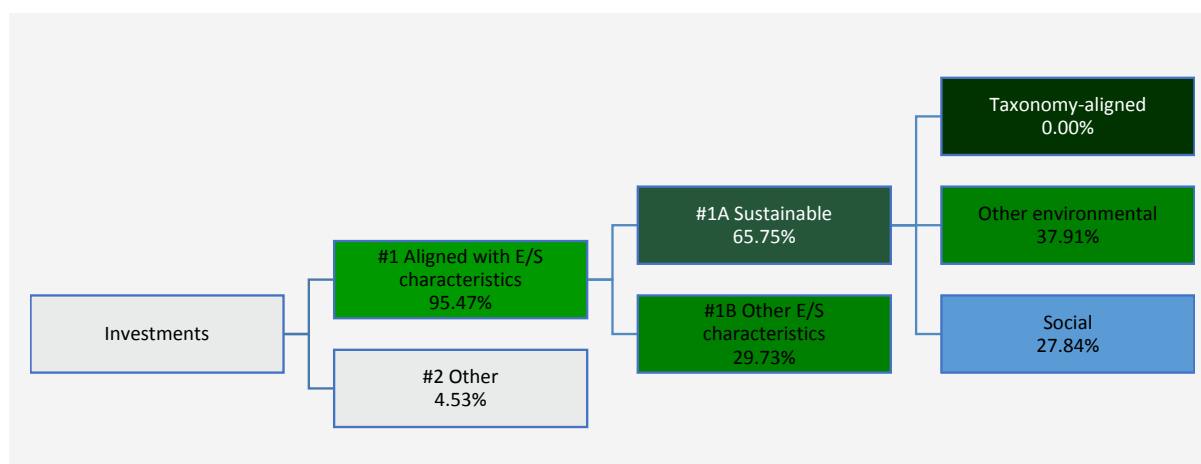 Investments
#1 Aligned with E/S
characteristics
95.47%
#2 Other
4.53%
#1A Sustainable
65.75%
#1B Other E/S
characteristics
29.73%
Taxonomy-aligned
0.00%
Other environmental
37.91%
Social
27.84%